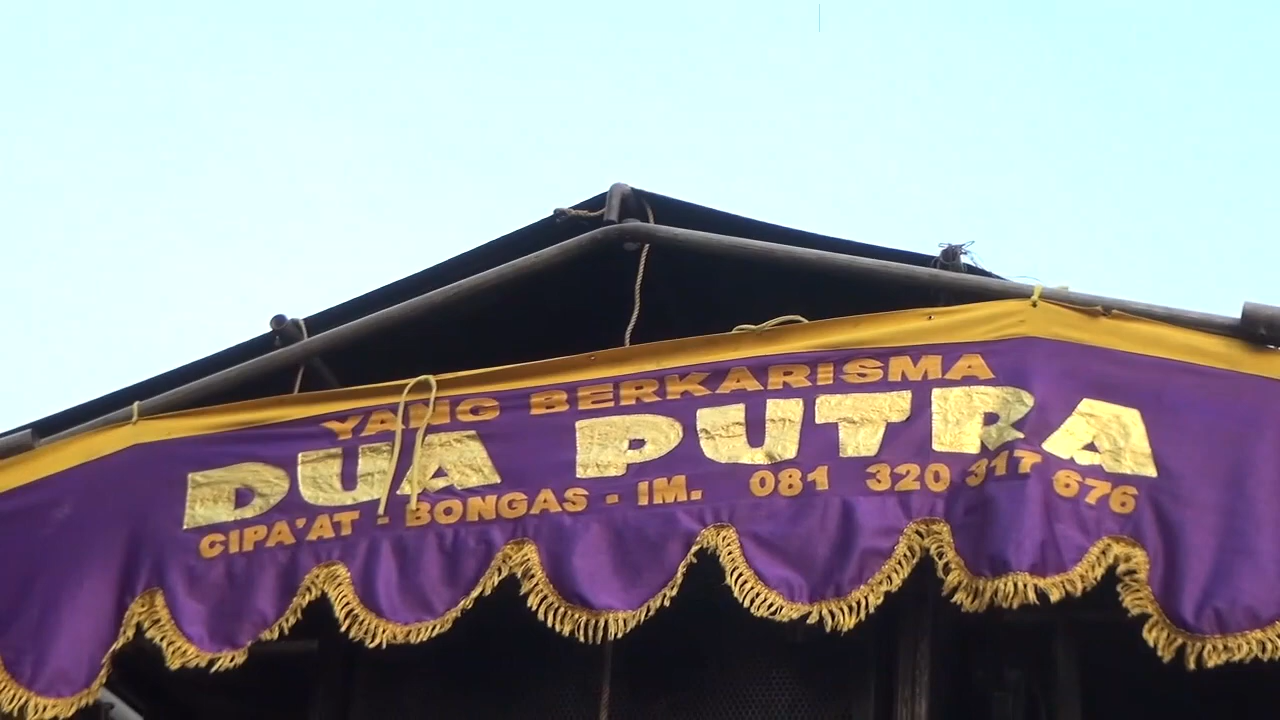 YANG BERKARISMA
DUA PUTRA
CIPA'AT - BONGAS - IM. 081 320 317 676